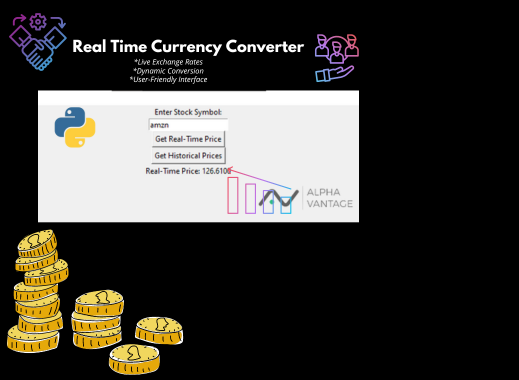 Real Time Currency Converter
*Live Exchange Rates
*Dynamic Conversion
*User-Friendly Interface
Enter Stock Symbol:
amzn
Get Real-Time Price
Get Historical Prices
Real-Time Price: 126.6100
ALPHA
VANTAGE